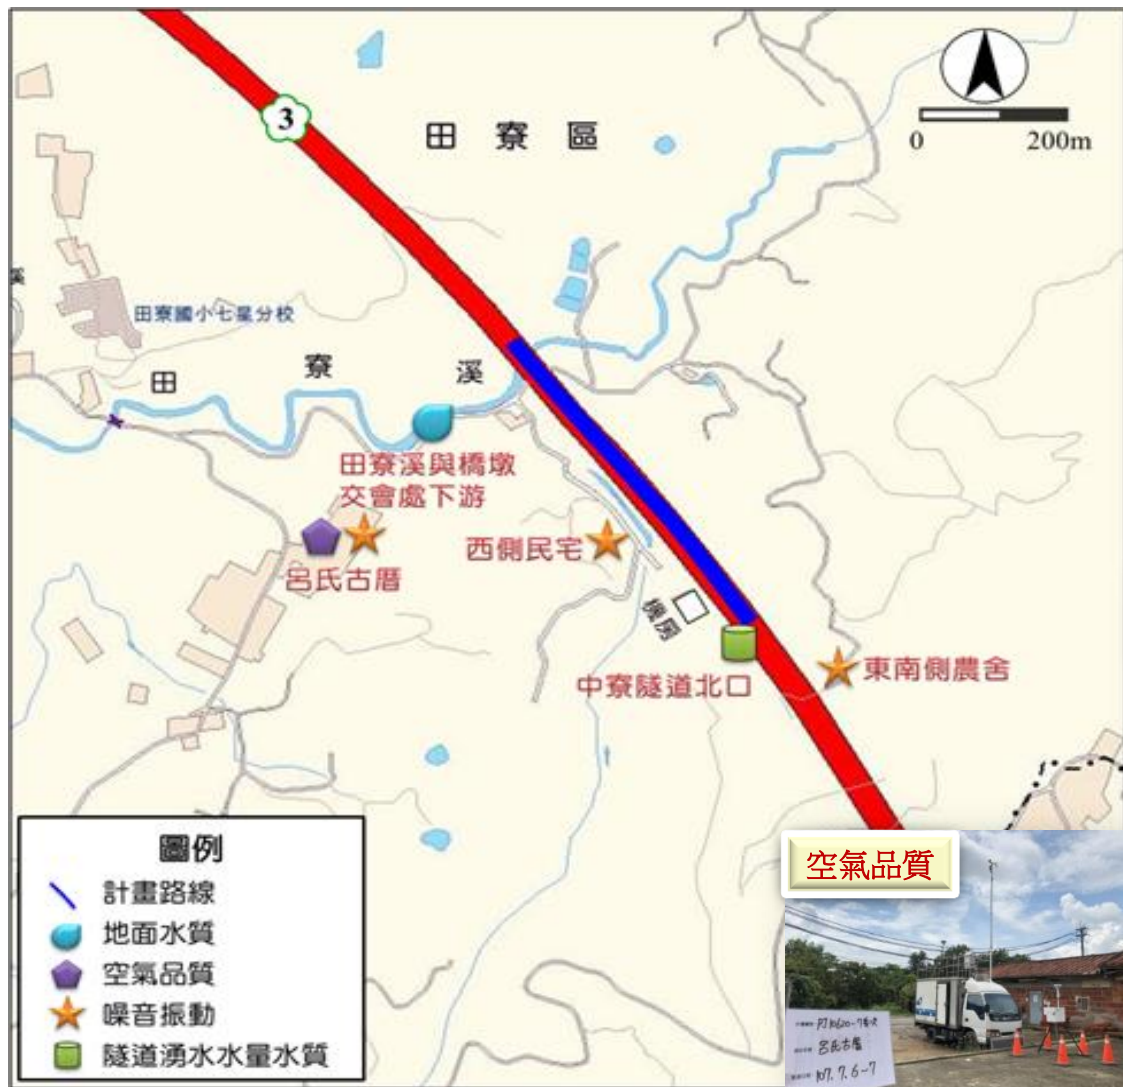 3
田寮區
0 200m
溪
田寮國小七星分校
田寮溪
田寮溪與橋墩
交會處下游
西側民宅
呂氏古厝
機房
中寮隧道北口
東南側農舍
圖例
計畫路線
地面水質
空氣品質
噪音振動
隧道湧水水量水質
空氣品質
呂氏古厝
107.7.6-7